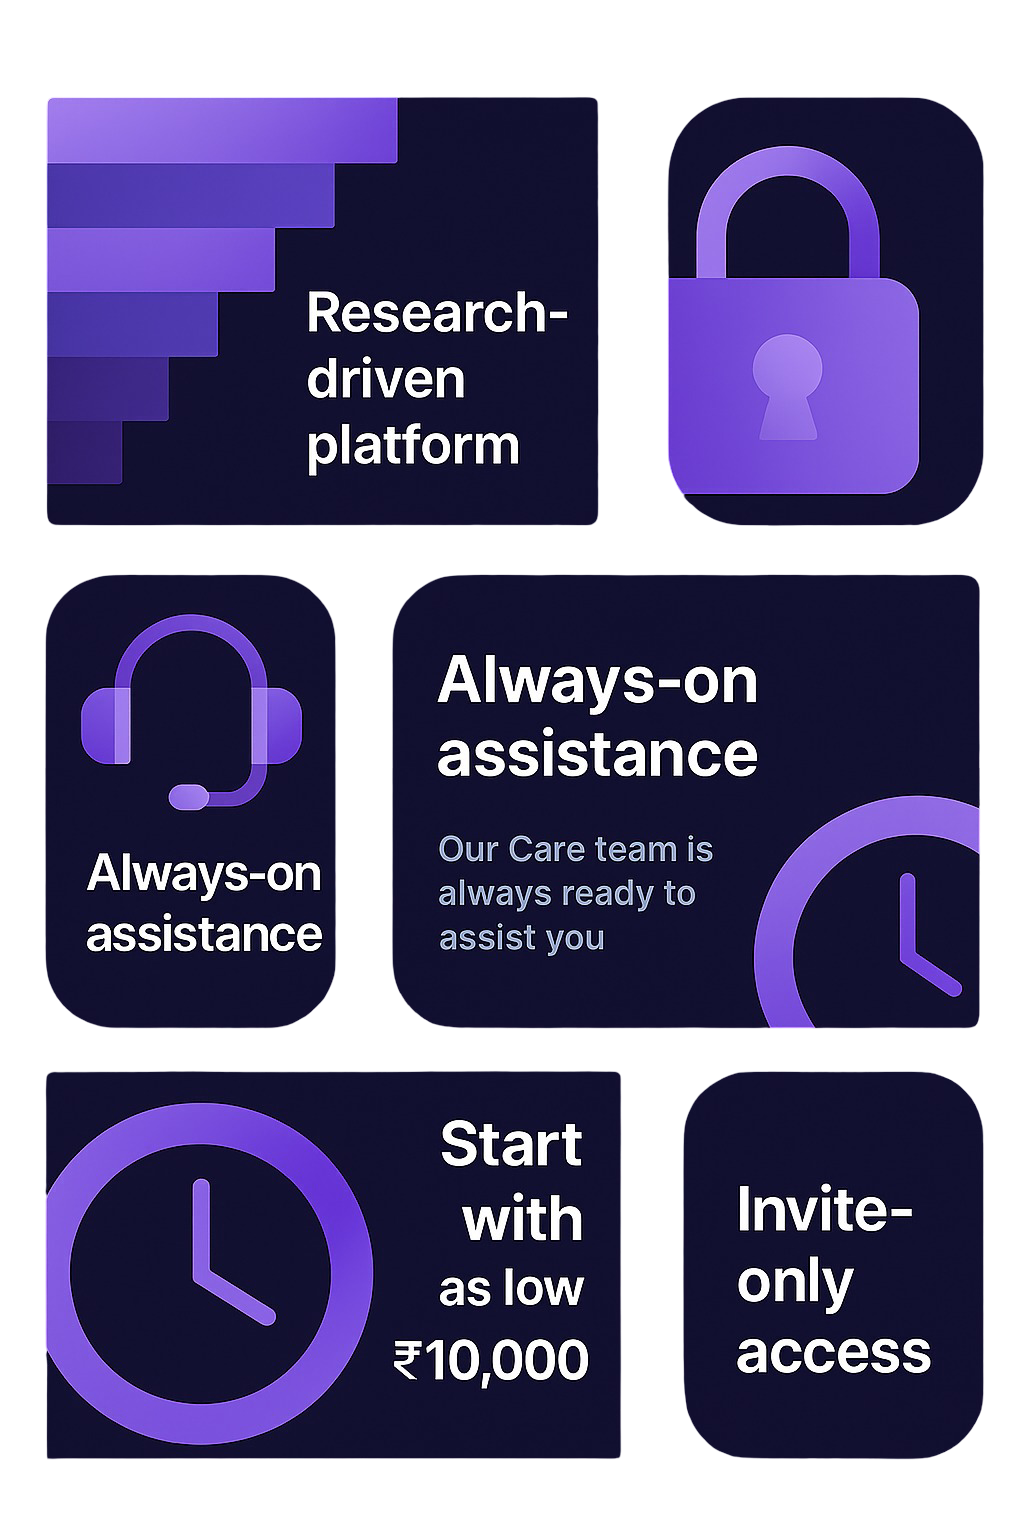 Research-
driven
platform
Always-on
assistance
Always-on
assistance
Our Care team is
always ready to
assist you
Start
with
as low
₹10,000
Invite-
only
access